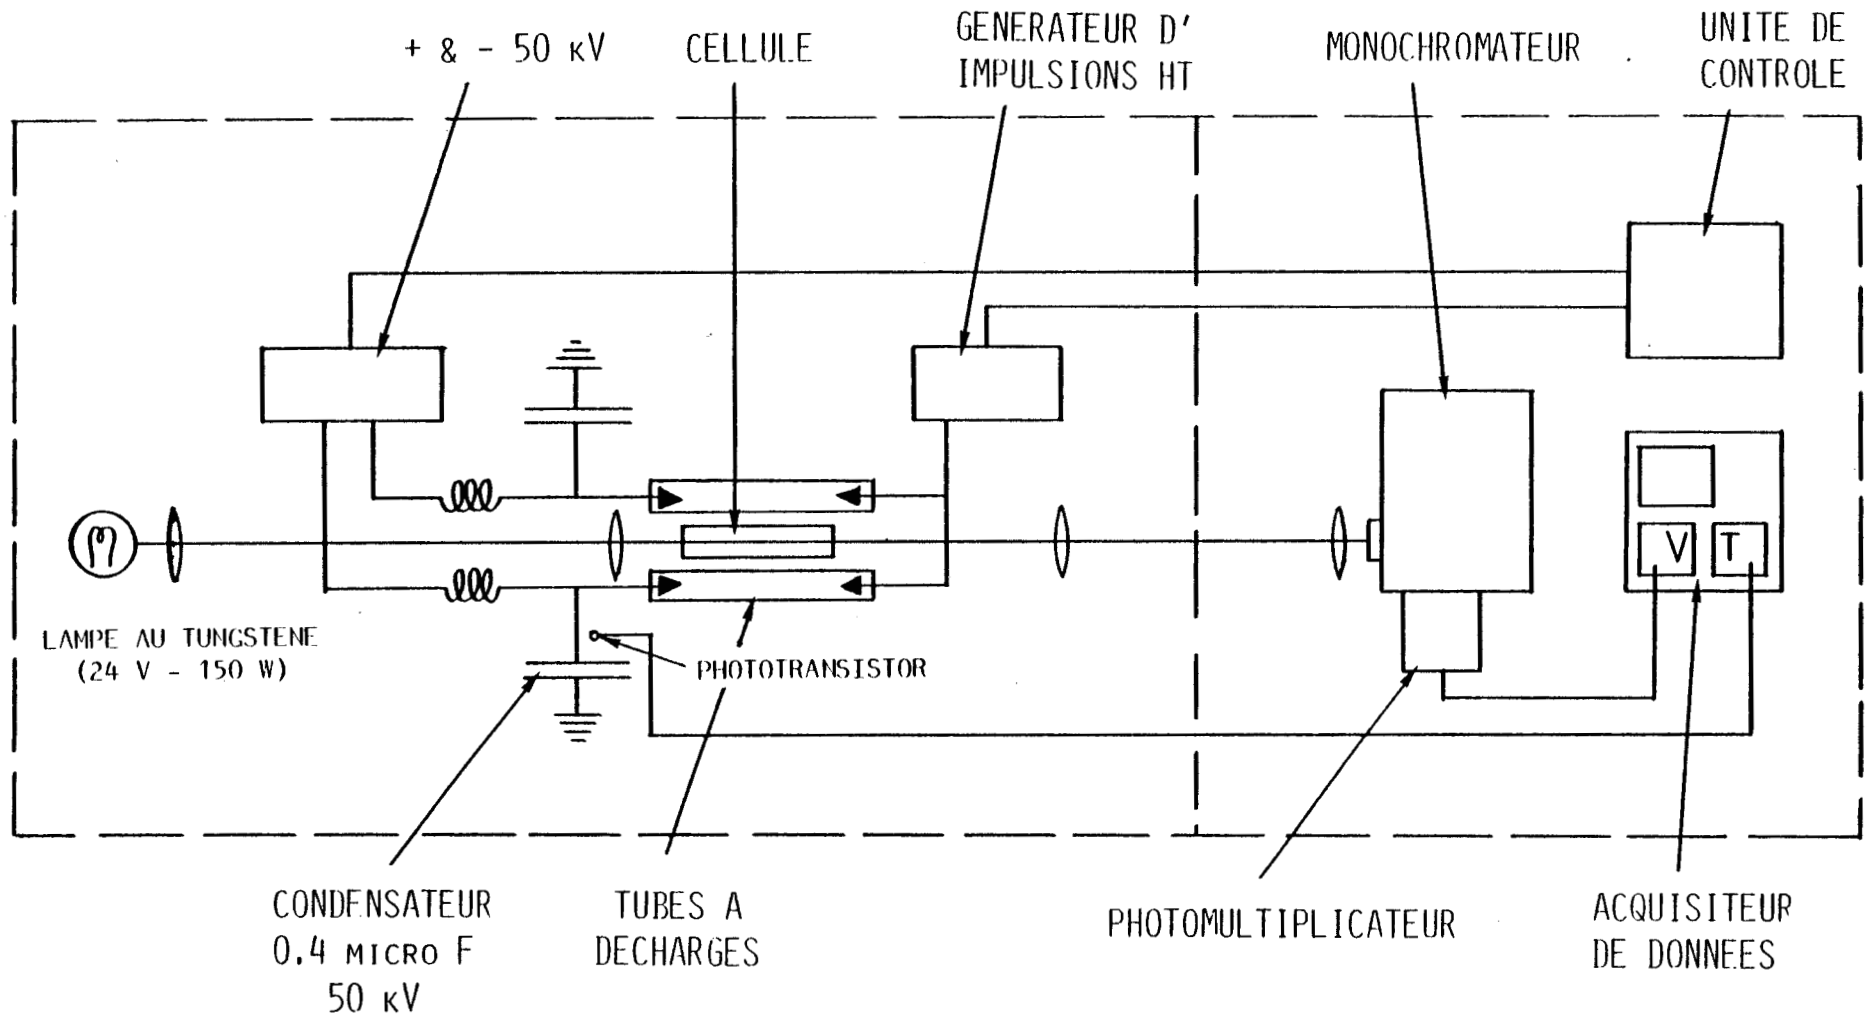 + & - 50 KV
CELLULE
GENERATEUR D'
IMPULSIONS HT
MONOCHROMATEUR
UNITE DE
CONTROLE
V
T
LAMPE AU TUNGSTENE
(24 V - 150 W)
PHOTOTRANSISTOR
CONDENSATEUR
0.4 MICRO F
50 KV
TUBES A
DECHARGES
PHOTOMULTIPLICATEUR
ACQUISITEUR
DE DONNEES